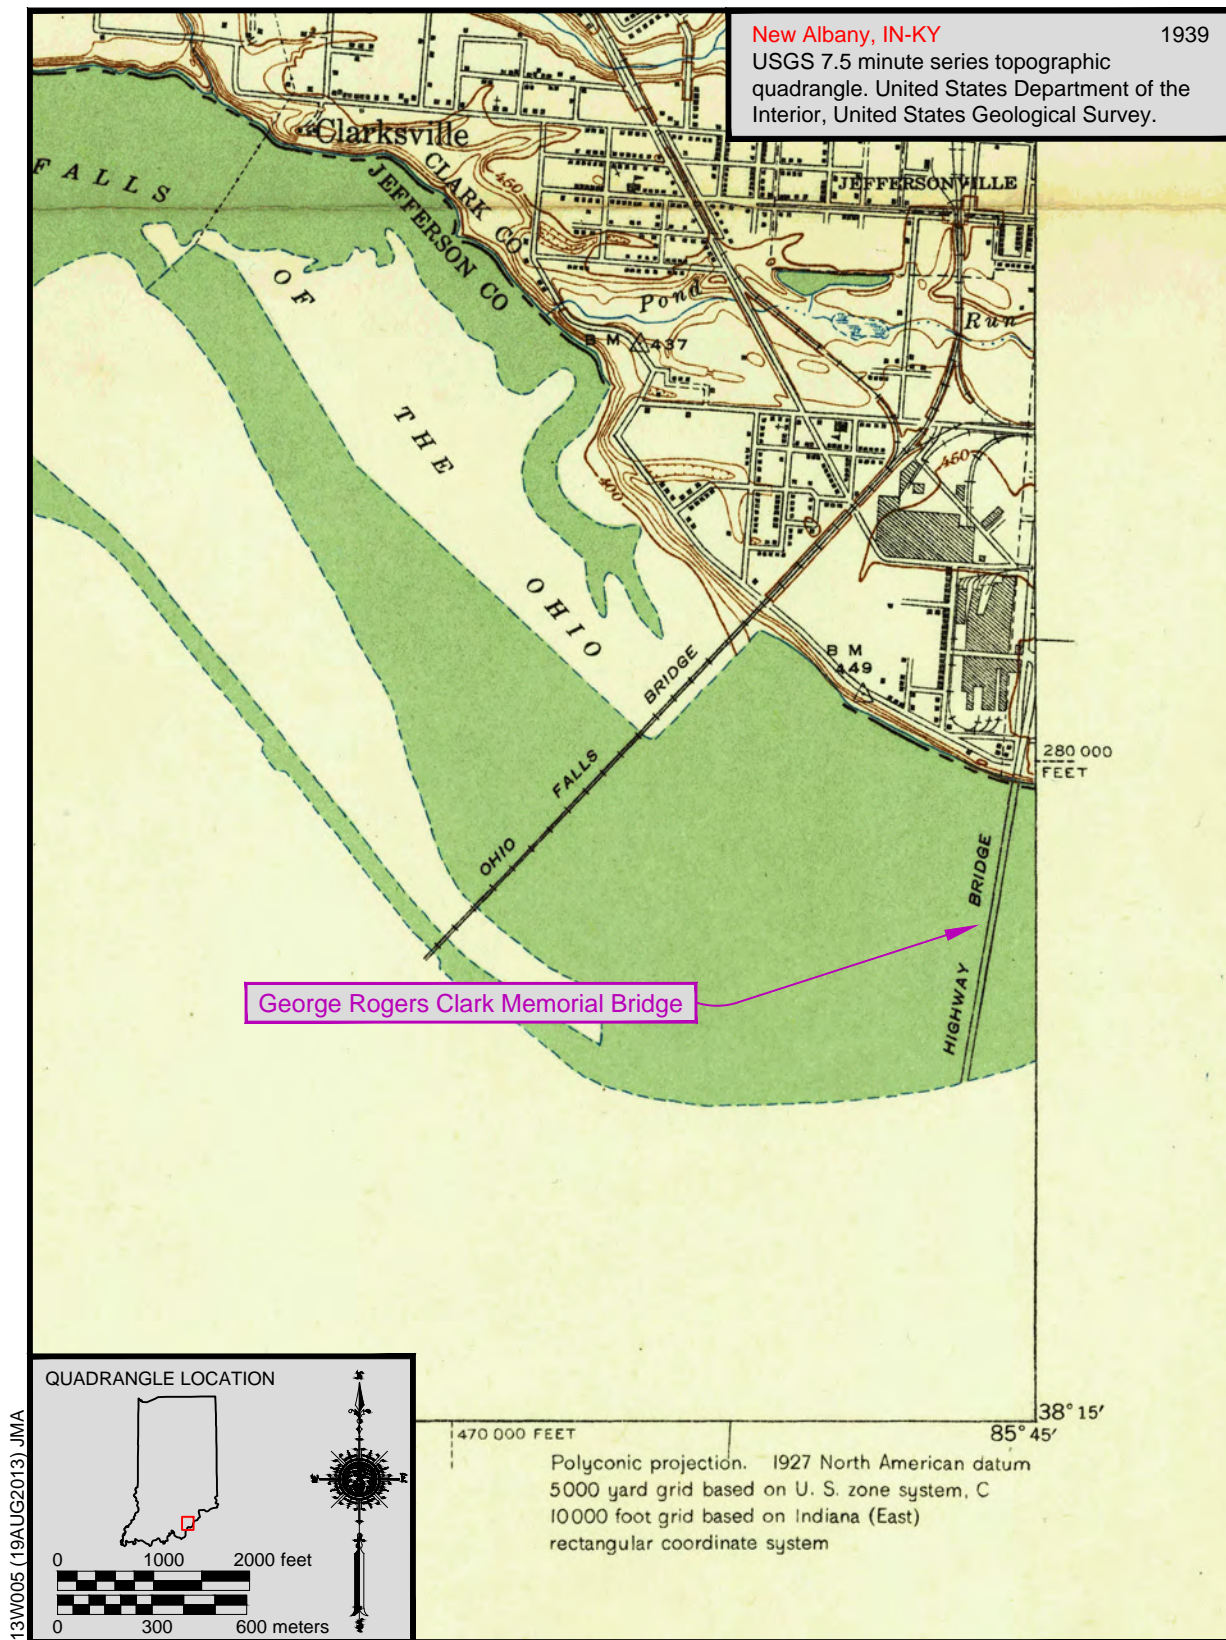 New Albany, IN-KY 1939
USGS 7.5 minute series topographic
quadrangle. United States Department of the
Interior, United States Geological Survey.
Clarksville
CLARK CO
JEFFERSON CO
450
JEFFERSONVILLE
FALLS
OF
THE
OHIO
Pond Run
BM 437
400
450
BM
449
OHIO FALLS BRIDGE
280 000
FEET
HIGHWAY BRIDGE
George Rogers Clark Memorial Bridge
QUADRANGLE LOCATION
0 1000 2000 feet
0 300 600 meters
38° 15′
85° 45′
470 000 FEET
Polyconic projection. 1927 North American datum
5000 yard grid based on U. S. zone system, C
10000 foot grid based on Indiana (East)
rectangular coordinate system
13W005 (19AUG2013) JMA